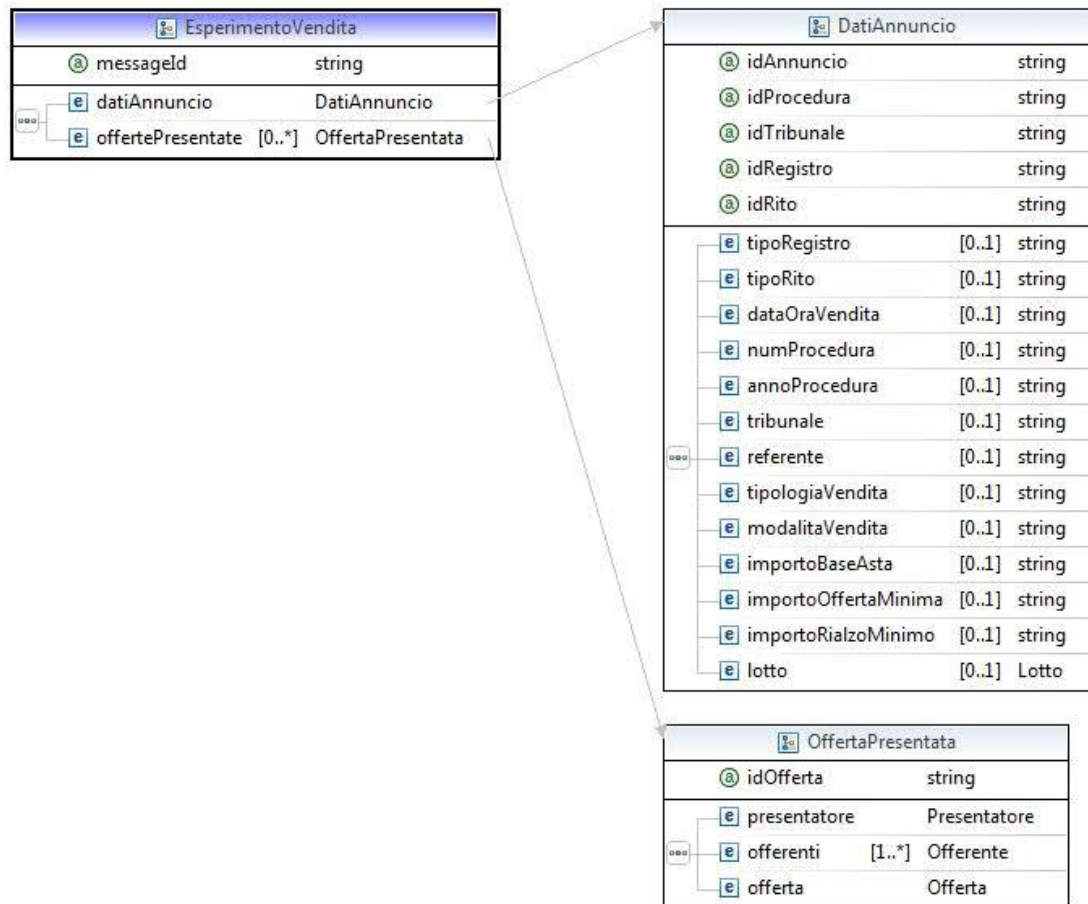 EsperimentoVendita
messageId string
datiAnnuncio DatiAnnuncio
offertePresentate [0..*] OffertaPresentata
DatiAnnuncio
idAnnuncio string
idProcedura string
idTribunale string
idRegistro string
idRito string
tipoRegistro [0..1] string
tipoRito [0..1] string
dataOraVendita [0..1] string
numProcedura [0..1] string
annoProcedura [0..1] string
tribunale [0..1] string
referente [0..1] string
tipologiaVendita [0..1] string
modalitaVendita [0..1] string
importoBaseAsta [0..1] string
importoOffertaMinima [0..1] string
importoRialzoMinimo [0..1] string
lotto [0..1] Lotto
OffertaPresentata
idOfferta string
presentatore Presentatore
offerenti [1..*] Offerente
offerta Offerta